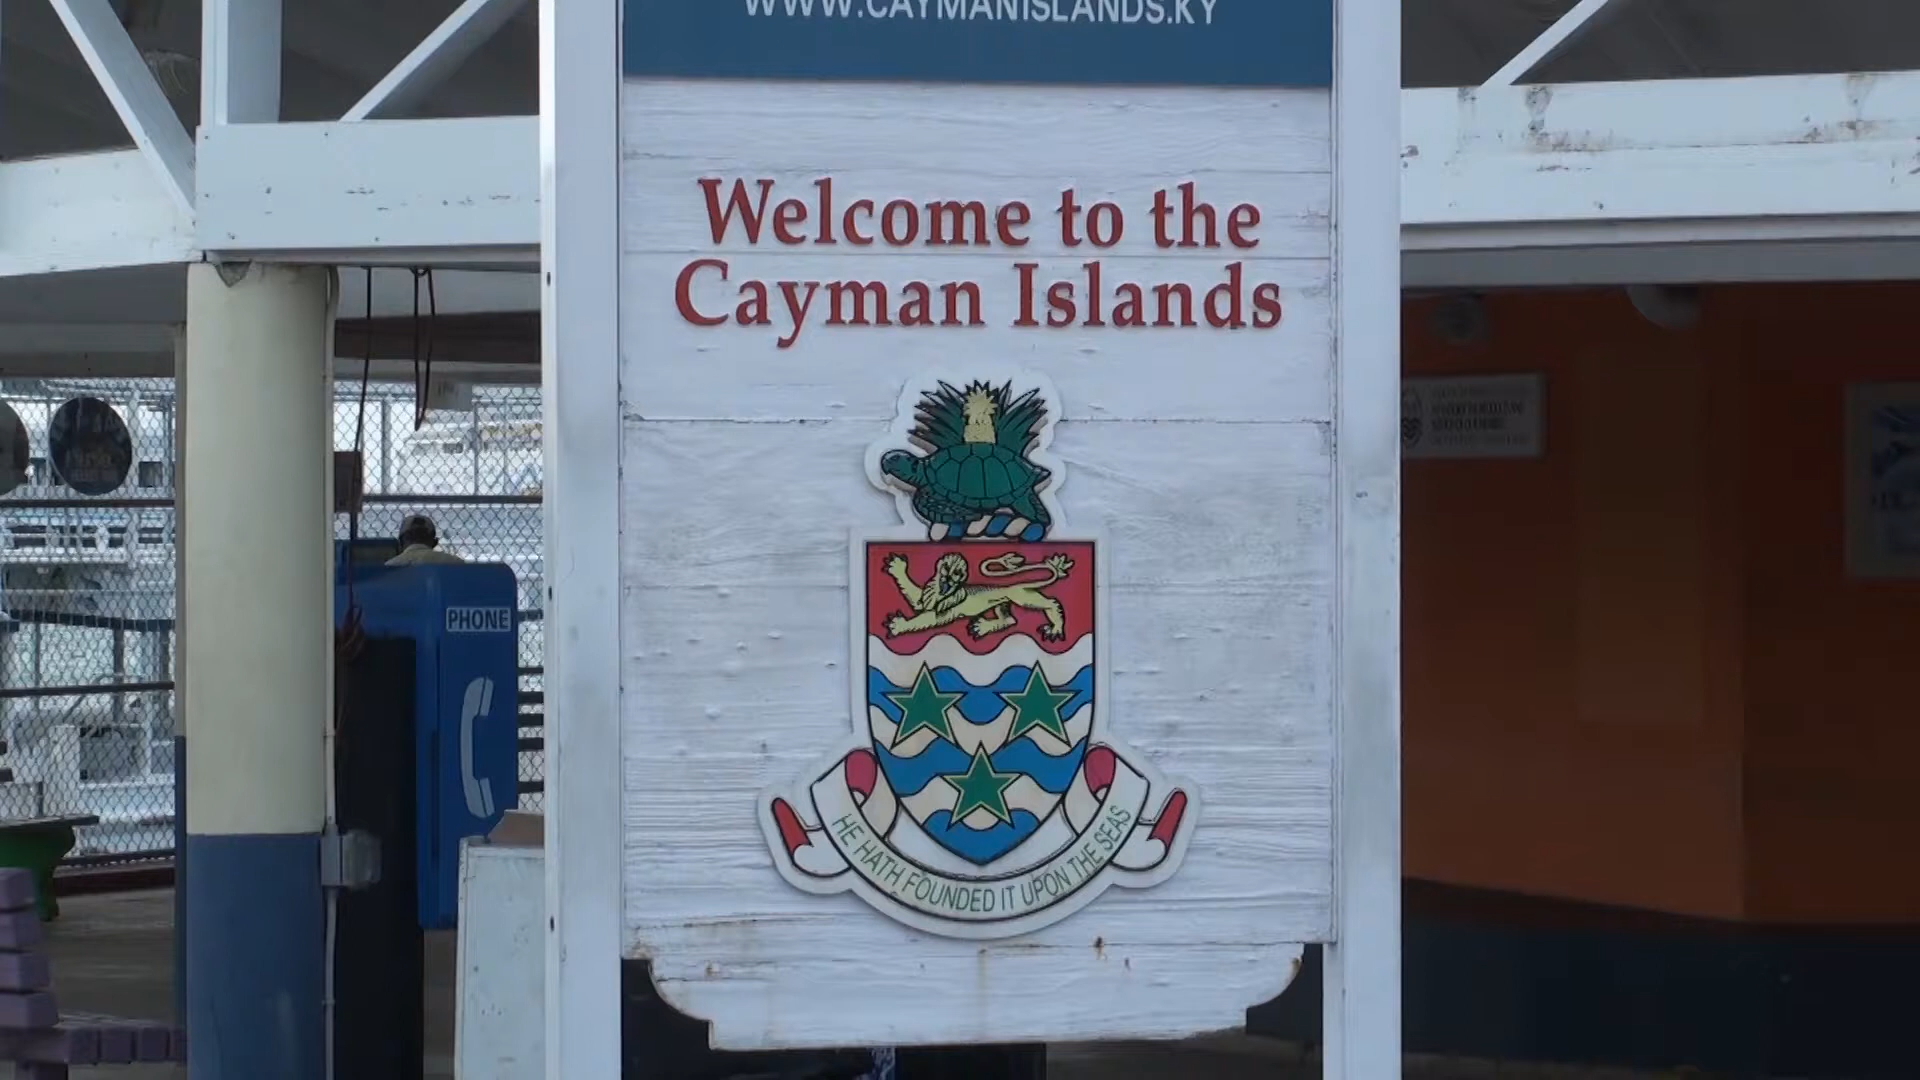 WWW.CAYMANISLANDS.KY
Welcome to the
Cayman Islands
PHONE
HE HATH FOUNDED IT UPON THE SEAS